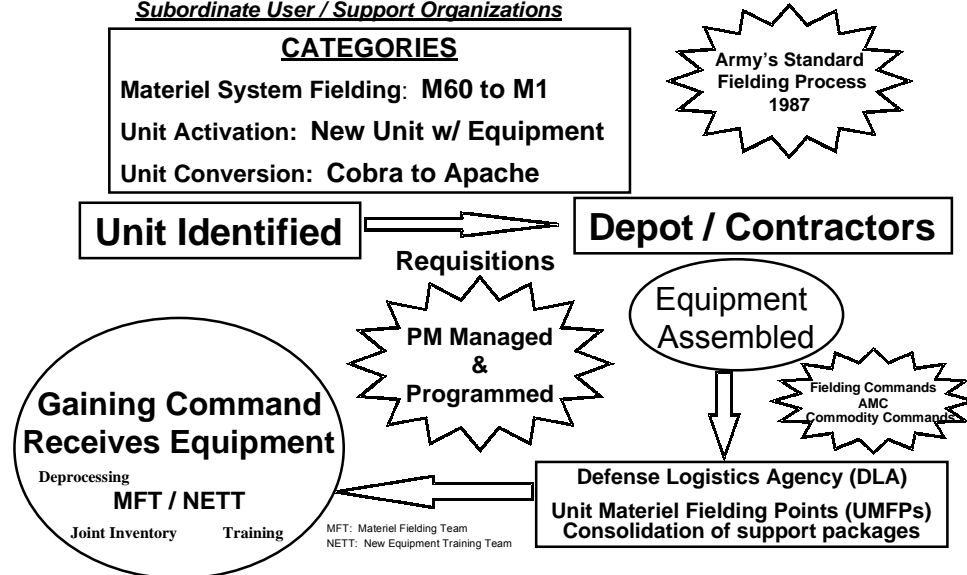 Subordinate User / Support Organizations
CATEGORIES
Materiel System Fielding: M60 to M1
Unit Activation: New Unit w/ Equipment
Unit Conversion: Cobra to Apache
Army's Standard
Fielding Process
1987
Unit Identified
Depot / Contractors
Requisitions
Equipment
Assembled
PM Managed
&
Programmed
Fielding Commands
AMC
Commodity Commands
Gaining Command
Receives Equipment
Deprocessing
MFT / NETT
Joint Inventory Training
MFT: Materiel Fielding Team
NETT: New Equipment Training Team
Defense Logistics Agency (DLA)
Unit Materiel Fielding Points (UMFPs)
Consolidation of support packages